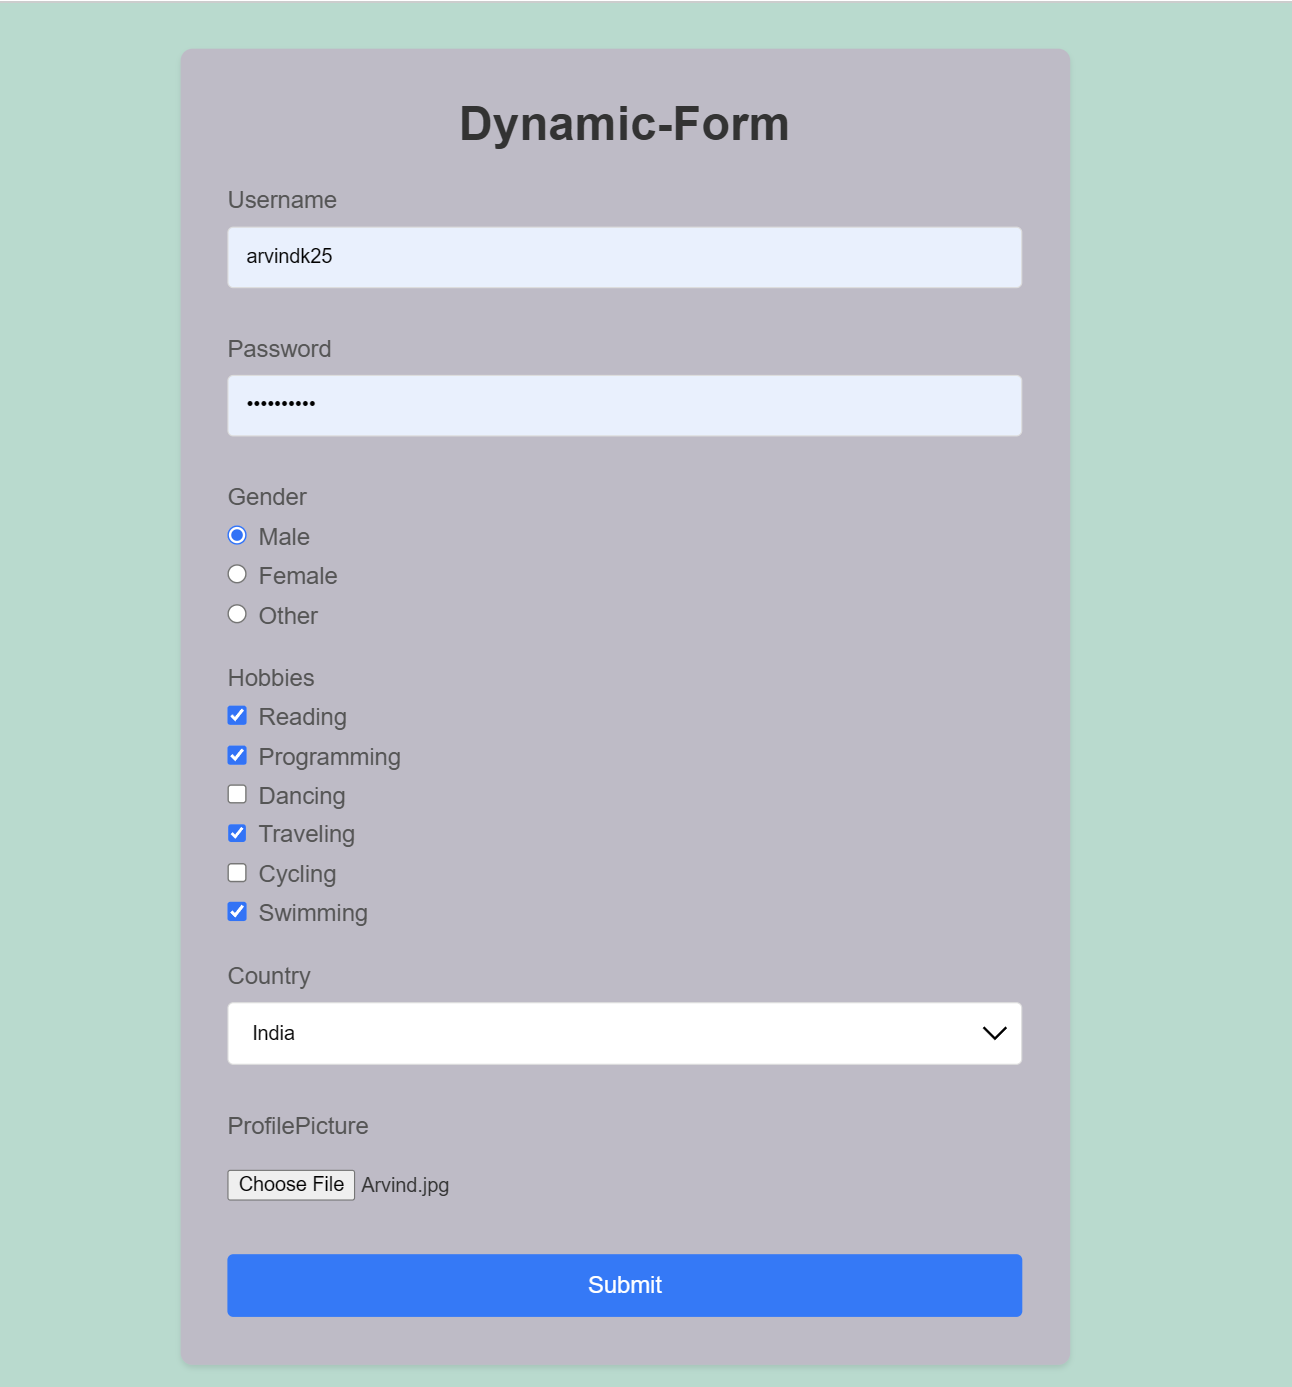 Dynamic-Form
Username
arvindk25
Password
••••••••••
Gender
Male
Female
Other
Hobbies
Reading
Programming
Dancing
Traveling
Cycling
Swimming
Country
India
ProfilePicture
Choose File Arvind.jpg
Submit